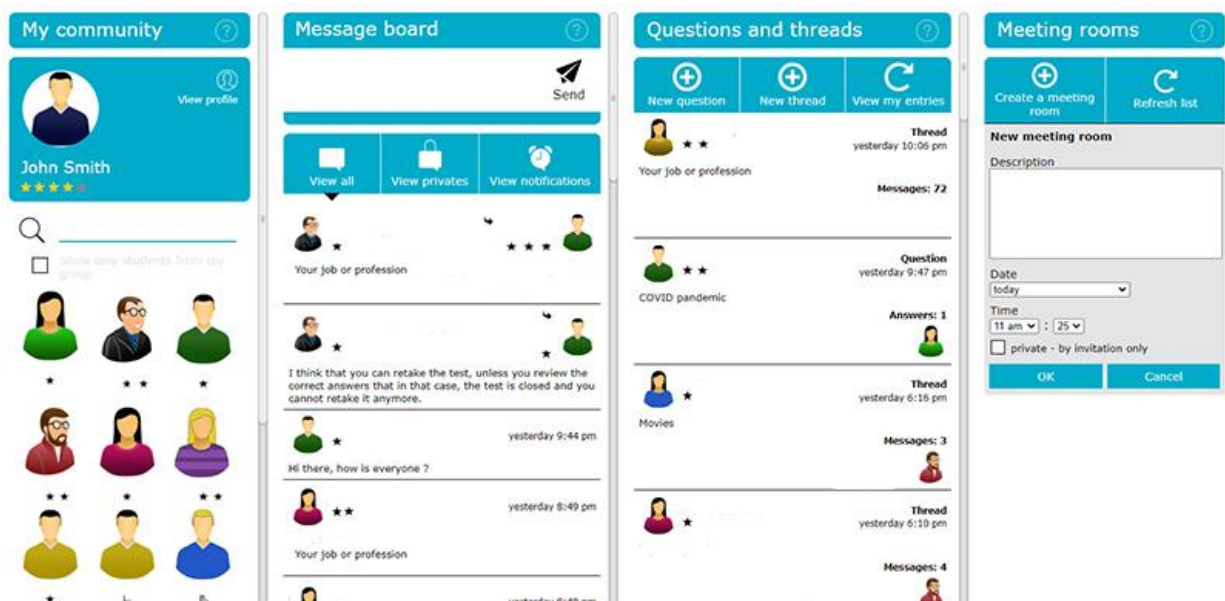 My community
View profile
John Smith
Show only students from my
group
Message board
Send
View all
View privates
View notifications
Your job or profession
I think that you can retake the test, unless you review the
correct answers that in that case, the test is closed and you
cannot retake it anymore.
yesterday 9:44 pm
Hi there, how is everyone ?
yesterday 8:49 pm
Your job or profession
Questions and threads
New question
New thread
View my entries
Thread
yesterday 10:06 pm
Your job or profession
Messages: 72
Question
yesterday 9:47 pm
COVID pandemic
Answers: 1
Thread
yesterday 6:16 pm
Movies
Messages: 3
Thread
yesterday 6:10 pm
Messages: 4
Meeting rooms
Create a meeting
room
Refresh list
New meeting room
Description
Date
today
Time
11 am : 25
private - by invitation only
OK
Cancel